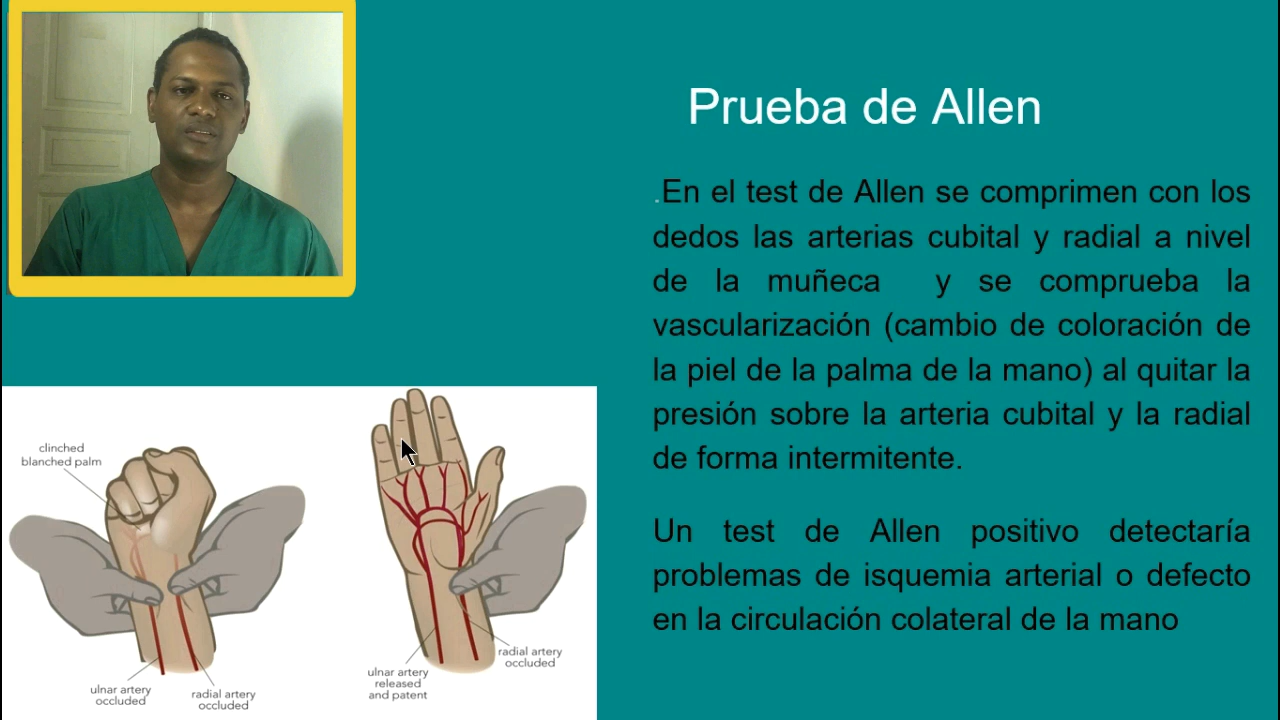 Prueba de Allen
.En el test de Allen se comprimen con los
dedos las arterias cubital y radial a nivel
de la muñeca y se comprueba la
vascularización (cambio de coloración de
la piel de la palma de la mano) al quitar la
presión sobre la arteria cubital y la radial
de forma intermitente.
Un test de Allen positivo detectaría
problemas de isquemia arterial o defecto
en la circulación colateral de la mano
clinched
blanched palm
ulnar artery
occluded
radial artery
occluded
ulnar artery
released
and patent
radial artery
occluded